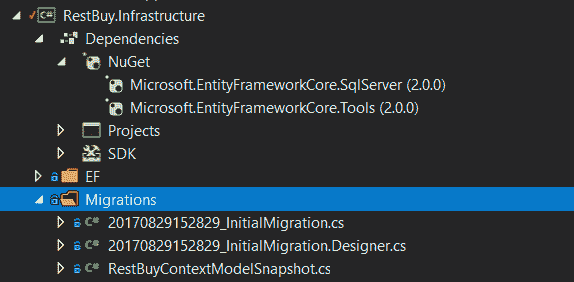 RestBuy.Infrastructure
Dependencies
NuGet
Microsoft.EntityFrameworkCore.SqlServer (2.0.0)
Microsoft.EntityFrameworkCore.Tools (2.0.0)
Projects
SDK
EF
Migrations
C# 20170829152829_InitialMigration.cs
C# 20170829152829_InitialMigration.Designer.cs
C# RestBuyContextModelSnapshot.cs